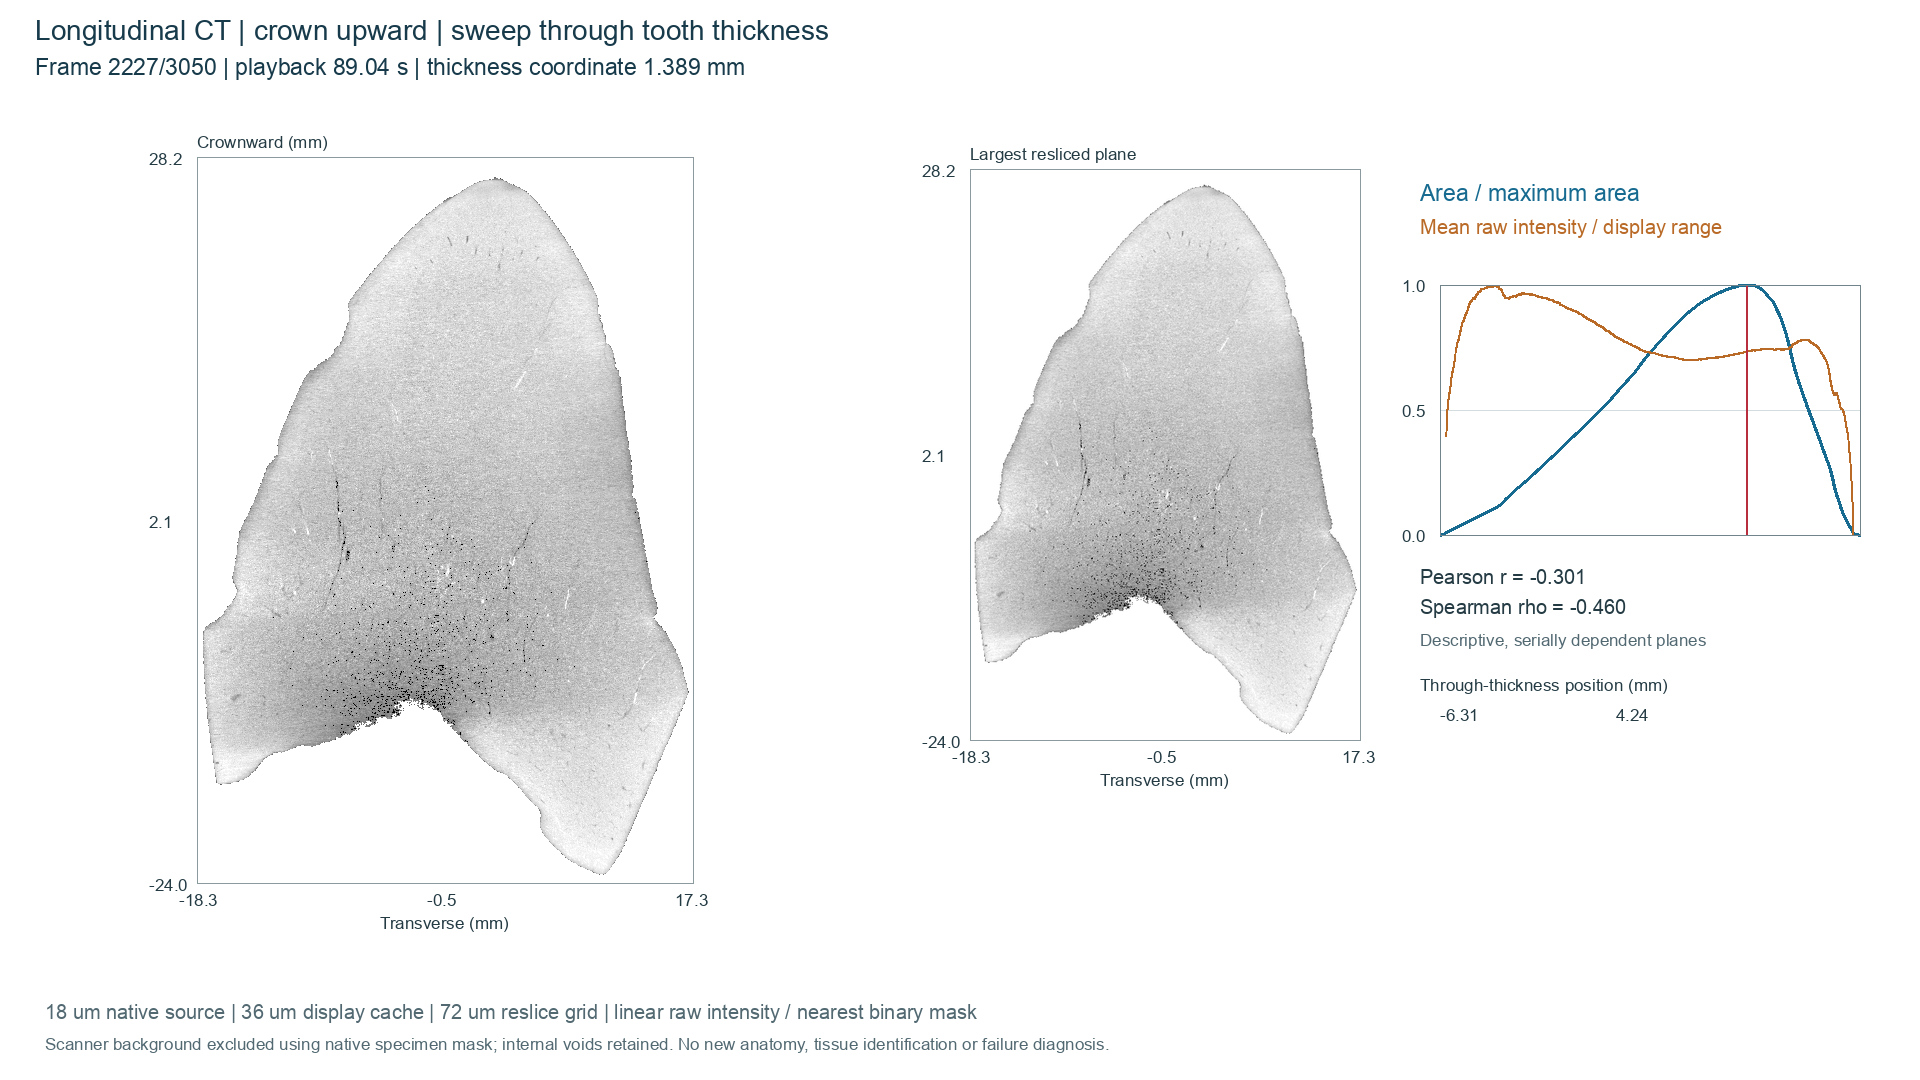 Longitudinal CT | crown upward | sweep through tooth thickness
Frame 2227/3050 | playback 89.04 s | thickness coordinate 1.389 mm
Crownward (mm)
28.2
2.1
-24.0
-18.3
-0.5
17.3
Transverse (mm)
Largest resliced plane
28.2
2.1
-24.0
-18.3
-0.5
17.3
Transverse (mm)
Area / maximum area
Mean raw intensity / display range
1.0
0.5
0.0
Pearson r = -0.301
Spearman rho = -0.460
Descriptive, serially dependent planes
Through-thickness position (mm)
-6.31
4.24
18 um native source | 36 um display cache | 72 um reslice grid | linear raw intensity / nearest binary mask
Scanner background excluded using native specimen mask; internal voids retained. No new anatomy, tissue identification or failure diagnosis.